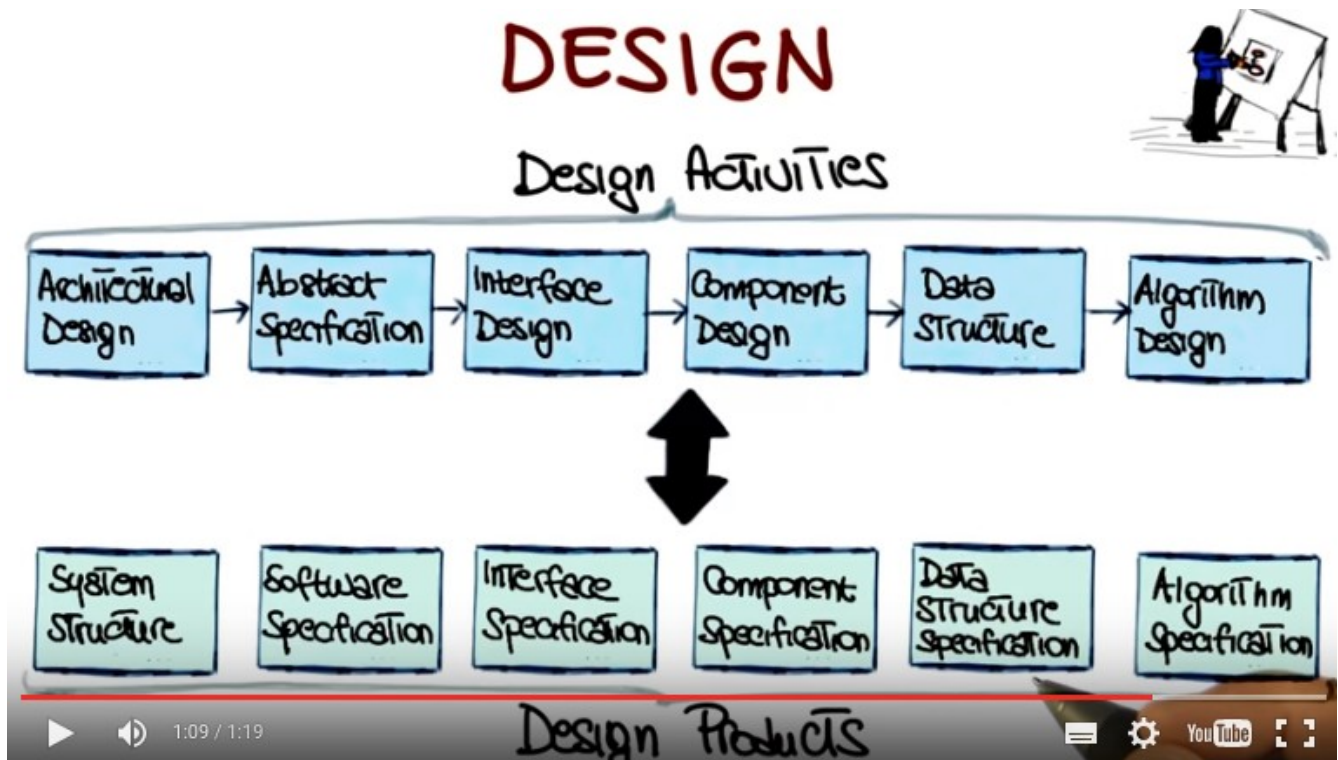 DESIGN
Design Activities
Architectural
Design
Abstract
Specification
Interface
Design
Component
Design
Data
Structure
Algorithm
Design
System
Structure
Software
Specification
Interface
Specification
Component
Specification
Data
Structure
Specification
Algorithm
Specification
Design Products
1:09 / 1:19
YouTube